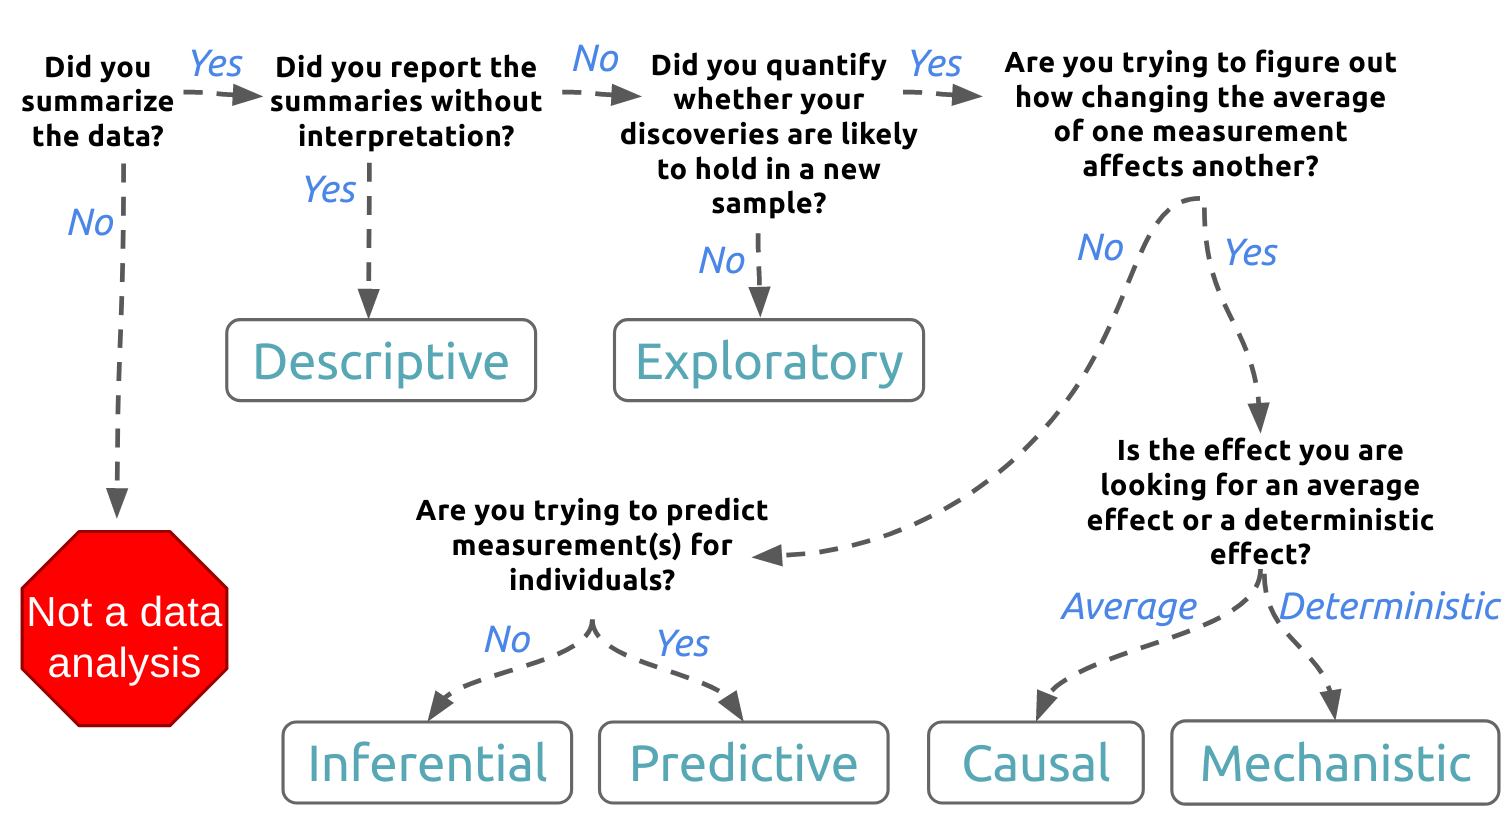 Did you
summarize
the data?
Yes
Did you report the
summaries without
interpretation?
No
Did you quantify
whether your
discoveries are likely
to hold in a new
sample?
Yes
Are you trying to figure out
how changing the average
of one measurement
affects another?
No
Yes
No
No
Yes
Descriptive
Exploratory
Is the effect you are
looking for an average
effect or a deterministic
effect?
Are you trying to predict
measurement(s) for
individuals?
Not a data
analysis
No
Yes
Average
Deterministic
Inferential
Predictive
Causal
Mechanistic